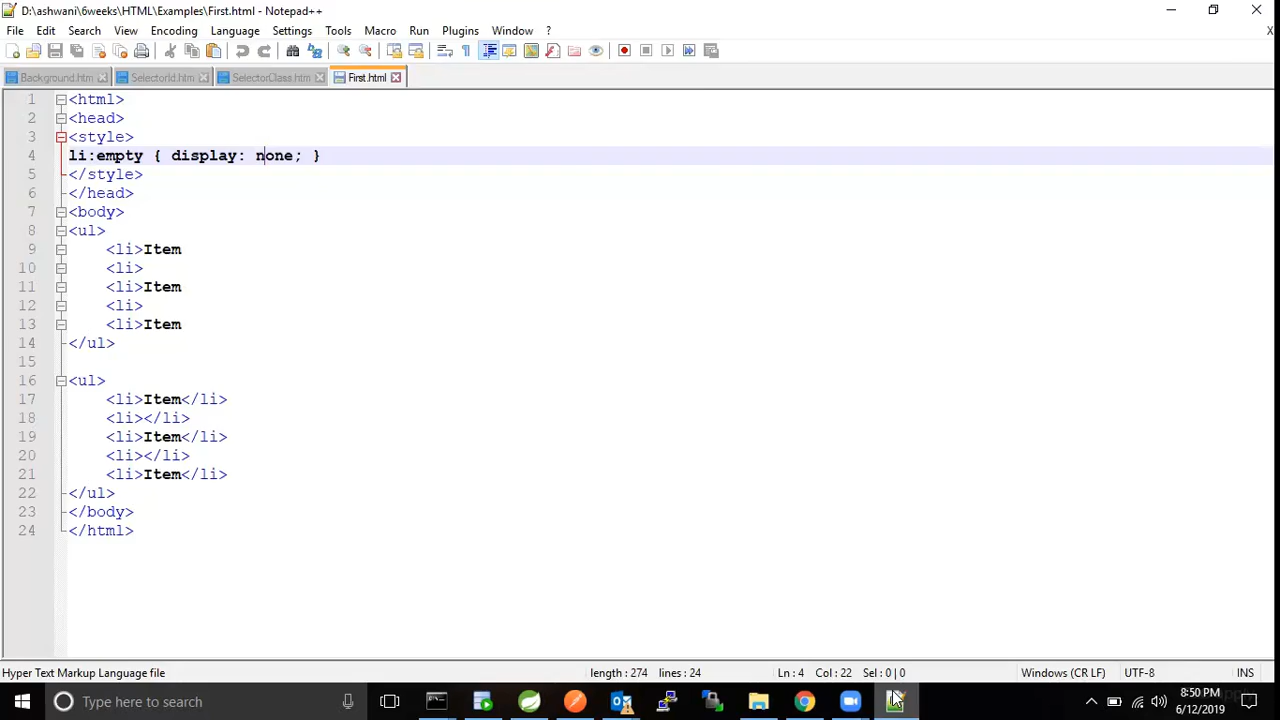 D:\ashwani\6weeks\HTML\Examples\First.html - Notepad++
File Edit Search View Encoding Language Settings Tools Macro Run Plugins Window ? X
Background.htm SelectorId.htm SelectorClass.htm First.html
1 <html>
2 <head>
3 <style>
4 li:empty { display: none; }
5 </style>
6 </head>
7 <body>
8 <ul>
9 <li>Item
10 <li>
11 <li>Item
12 <li>
13 <li>Item
14 </ul>
15
16 <ul>
17 <li>Item</li>
18 <li></li>
19 <li>Item</li>
20 <li></li>
21 <li>Item</li>
22 </ul>
23 </body>
24 </html>
Hyper Text Markup Language file length : 274 lines : 24 Ln : 4 Col : 22 Sel : 0 | 0 Windows (CR LF) UTF-8 INS
Type here to search
8:50 PM
6/12/2019